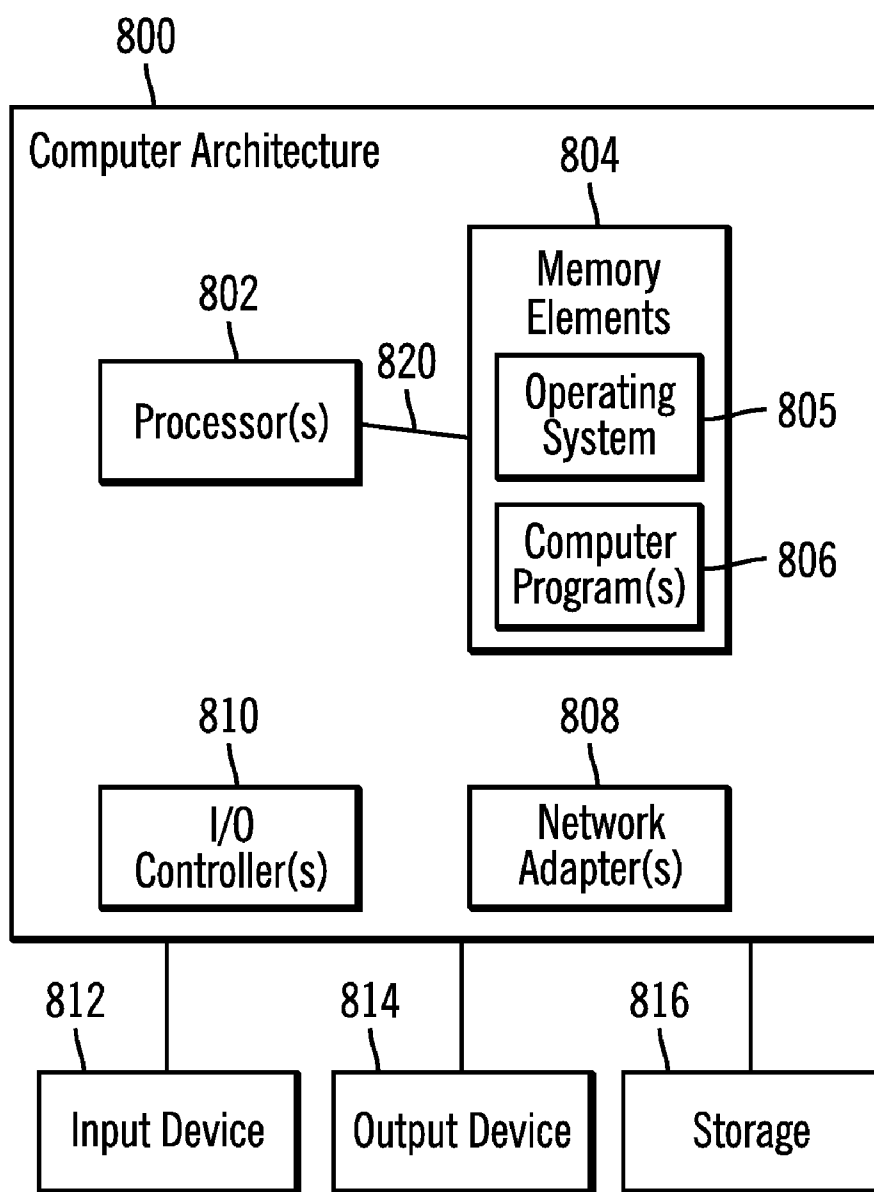 800
Computer Architecture
804
Memory
Elements
802
820
Processor(s)
Operating
System
805
Computer
Program(s)
806
810
808
I/O
Controller(s)
Network
Adapter(s)
812
814
816
Input Device
Output Device
Storage